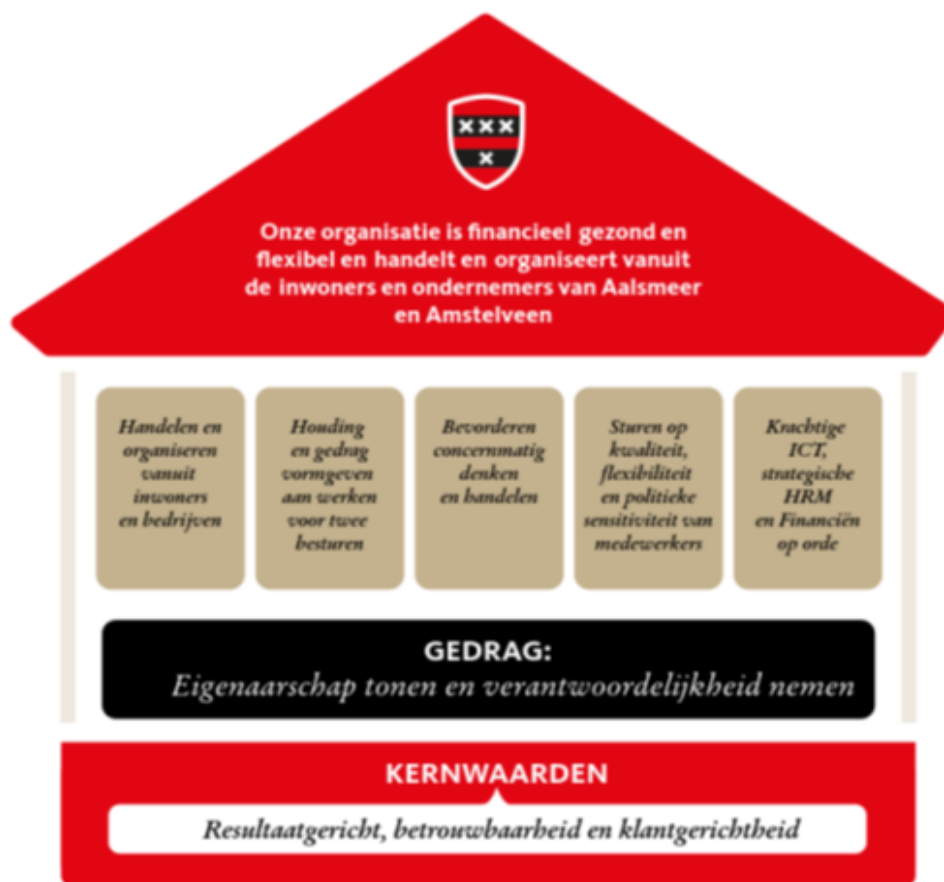 Onze organisatie is financieel gezond en
flexibel en handelt en organiseert vanuit
de inwoners en ondernemers van Aalsmeer
en Amstelveen
Handelen en
organiseren
vanuit
inwoners
en bedrijven
Houding
en gedrag
vormgeven
aan werken
voor twee
besturen
Bevorderen
concernmatig
denken
en handelen
Sturen op
kwaliteit,
flexibiliteit
en politieke
sensitiviteit van
medewerkers
Krachtige
ICT,
strategische
HRM
en Financiën
op orde
GEDRAG:
Eigenaarschap tonen en verantwoordelijkheid nemen
KERNWAARDEN
Resultaatgericht, betrouwbaarheid en klantgerichtheid